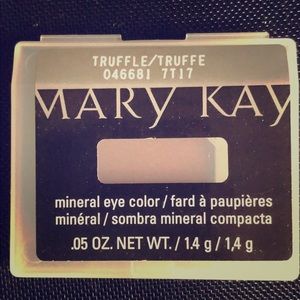 TRUFFLE/TRUFFE
046681 7T17
MARY KAY
mineral eye color / fard à paupières
minéral / sombra mineral compacta
.05 OZ. NET WT. / 1.4 g / 1,4 g